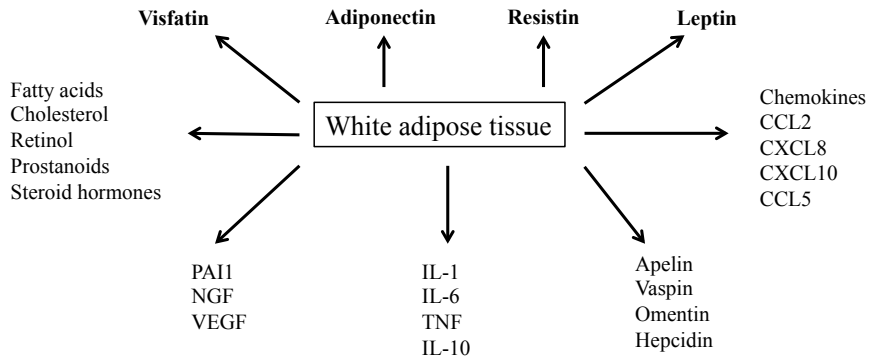 Visfatin
Adiponectin
Resistin
Leptin
Fatty acids
Cholesterol
Retinol
Prostanoids
Steroid hormones
White adipose tissue
Chemokines
CCL2
CXCL8
CXCL10
CCL5
PAI1
NGF
VEGF
IL-1
IL-6
TNF
IL-10
Apelin
Vaspin
Omentin
Hepcidin